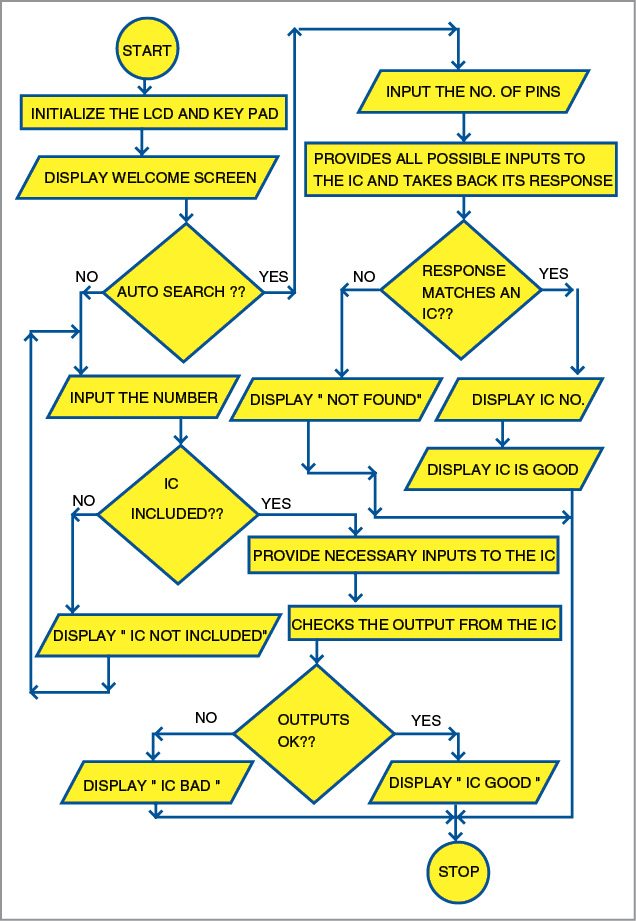 START
INITIALIZE THE LCD AND KEY PAD
DISPLAY WELCOME SCREEN
AUTO SEARCH ??
NO
YES
INPUT THE NO. OF PINS
PROVIDES ALL POSSIBLE INPUTS TO
THE IC AND TAKES BACK ITS RESPONSE
RESPONSE
MATCHES AN
IC??
NO
YES
INPUT THE NUMBER
DISPLAY " NOT FOUND"
DISPLAY IC NO.
DISPLAY IC IS GOOD
IC
INCLUDED??
NO
YES
PROVIDE NECESSARY INPUTS TO THE IC
CHECKS THE OUTPUT FROM THE IC
DISPLAY " IC NOT INCLUDED"
OUTPUTS
OK??
NO
YES
DISPLAY " IC BAD "
DISPLAY " IC GOOD "
STOP